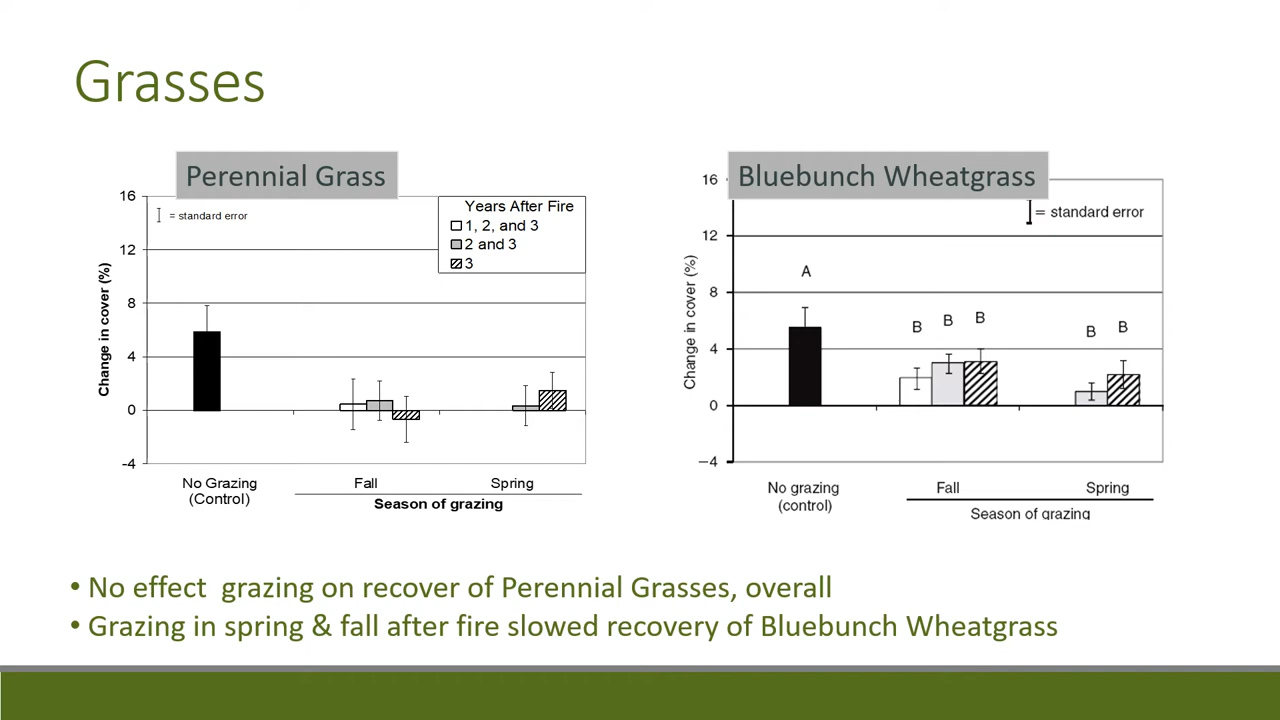 Grasses
Perennial Grass
16
12
8
4
0
-4
Change in cover (%)
= standard error
Years After Fire
1, 2, and 3
2 and 3
3
No Grazing
(Control)
Fall
Spring
Season of grazing
Bluebunch Wheatgrass
16
12
8
4
0
−4
Change in cover (%)
= standard error
A
B
B
B
B
B
No grazing
(control)
Fall
Spring
Season of grazing
• No effect  grazing on recover of Perennial Grasses, overall
• Grazing in spring & fall after fire slowed recovery of Bluebunch Wheatgrass